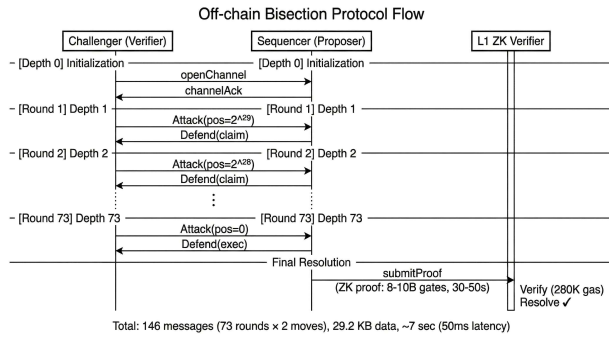 Off-chain Bisection Protocol Flow
Challenger (Verifier) Sequencer (Proposer) L1 ZK Verifier
[Depth 0] Initialization [Depth 0] Initialization
openChannel
channelAck
[Round 1] Depth 1 [Round 1] Depth 1
Attack(pos=2^29)
Defend(claim)
[Round 2] Depth 2 [Round 2] Depth 2
Attack(pos=2^28)
Defend(claim)
⋮
[Round 73] Depth 73 [Round 73] Depth 73
Attack(pos=0)
Defend(exec)
Final Resolution
submitProof
(ZK proof: 8-10B gates, 30-50s) Verify (280K gas)
Resolve ✓
Total: 146 messages (73 rounds × 2 moves), 29.2 KB data, ~7 sec (50ms latency)